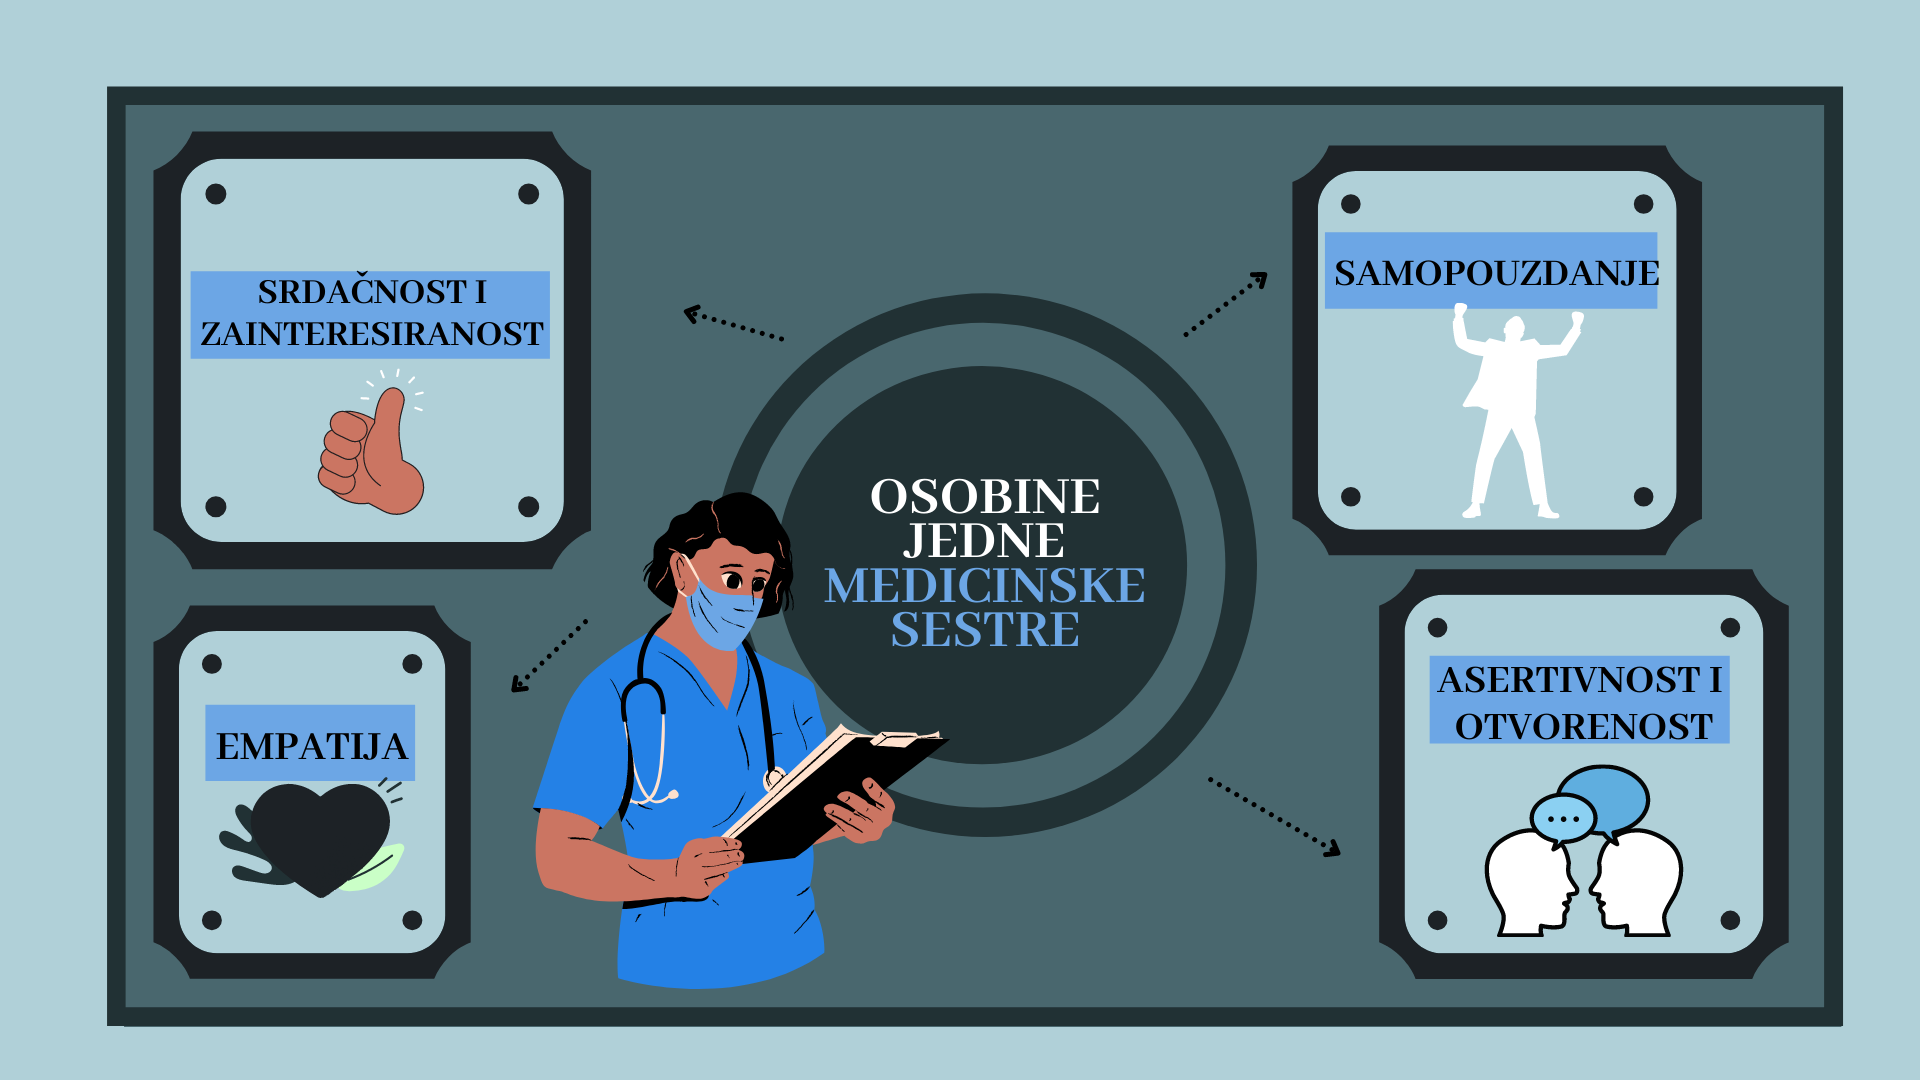 SRDAČNOST I
ZAINTERESIRANOST
SAMOPOUZDANJE
OSOBINE
JEDNE
MEDICINSKE
SESTRE
EMPATIJA
ASERTIVNOST I
OTVORENOST